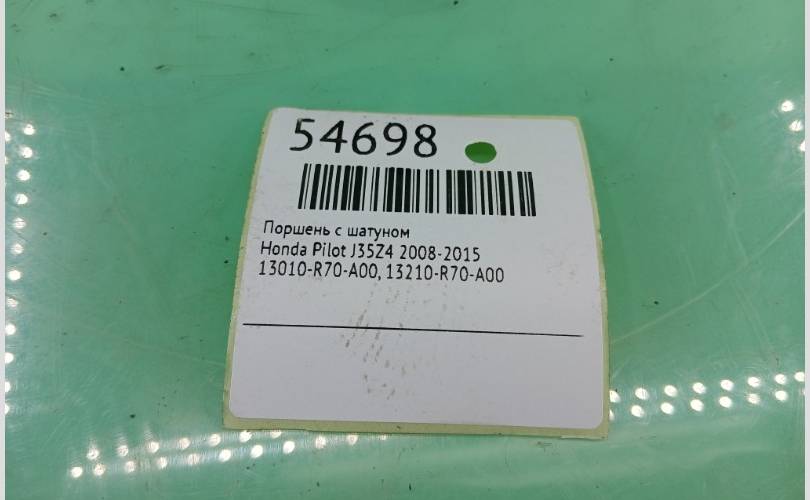 54698
Поршень с шатуном
Honda Pilot J35Z4 2008-2015
13010-R70-A00, 13210-R70-A00